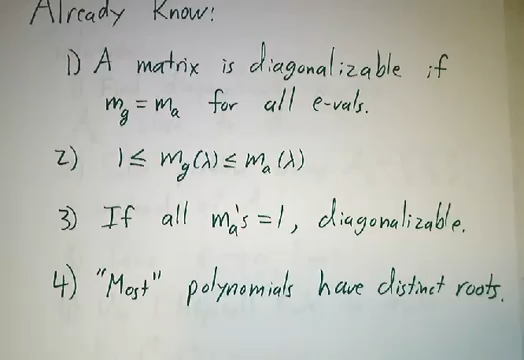 Already Know:
1) A matrix is diagonalizable if
m_g = m_a for all e-vals.
2) 1 ≤ m_g(λ) ≤ m_a(λ)
3) If all m_a's = 1, diagonalizable.
4) "Most" polynomials have distinct roots.